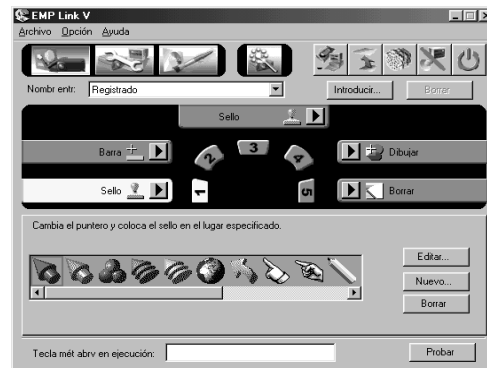 EMP Link V
Archivo Opción Ayuda
Nombr entr: Registrado Introducir... Borrar
Sello
Barra 2 3 4 Dibujar
Sello 1 5 Borrar
Cambia el puntero y coloca el sello en el lugar especificado.
Editar...
Nuevo...
Borrar
Tecla mét abrv en ejecución: Probar